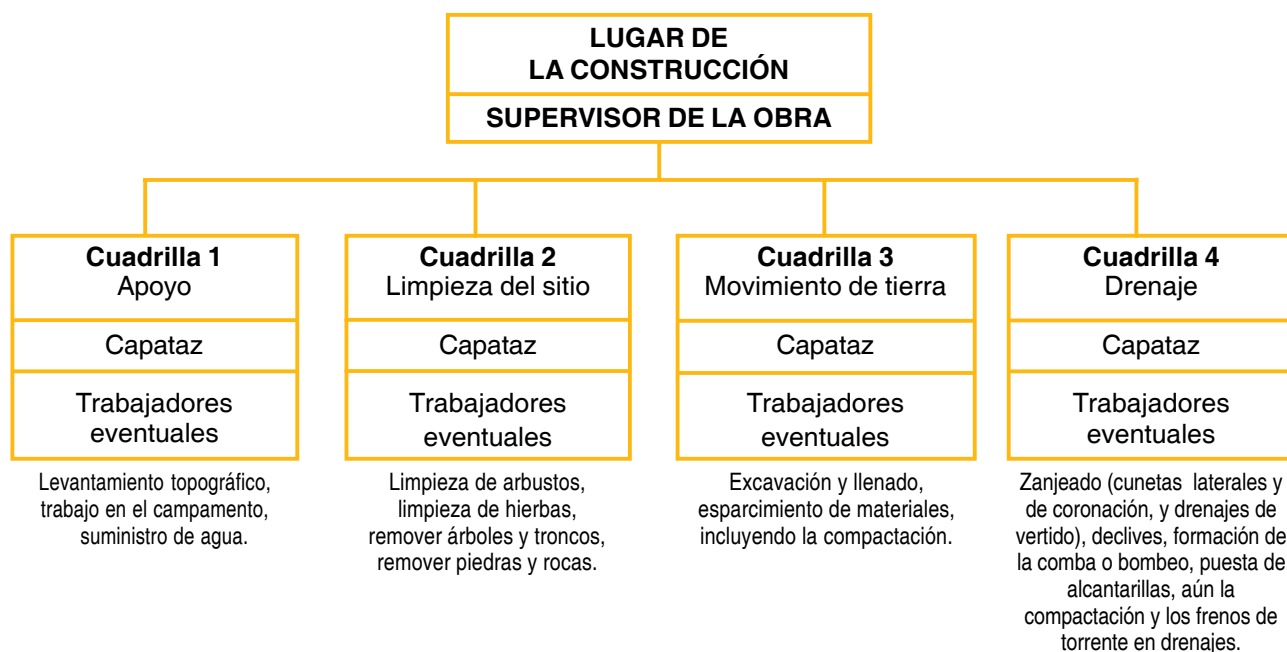 LUGAR DE
LA CONSTRUCCIÓN
SUPERVISOR DE LA OBRA
Cuadrilla 1
Apoyo
Capataz
Trabajadores
eventuales
Levantamiento topográfico,
trabajo en el campamento,
suministro de agua.
Cuadrilla 2
Limpieza del sitio
Capataz
Trabajadores
eventuales
Limpieza de arbustos,
limpieza de hierbas,
remover árboles y troncos,
remover piedras y rocas.
Cuadrilla 3
Movimiento de tierra
Capataz
Trabajadores
eventuales
Excavación y llenado,
esparcimiento de materiales,
incluyendo la compactación.
Cuadrilla 4
Drenaje
Capataz
Trabajadores
eventuales
Zanjeado (cunetas laterales y
de coronación, y drenajes de
vertido), declives, formación de
la comba o bombeo, puesta de
alcantarillas, aún la
compactación y los frenos de
torrente en drenajes.